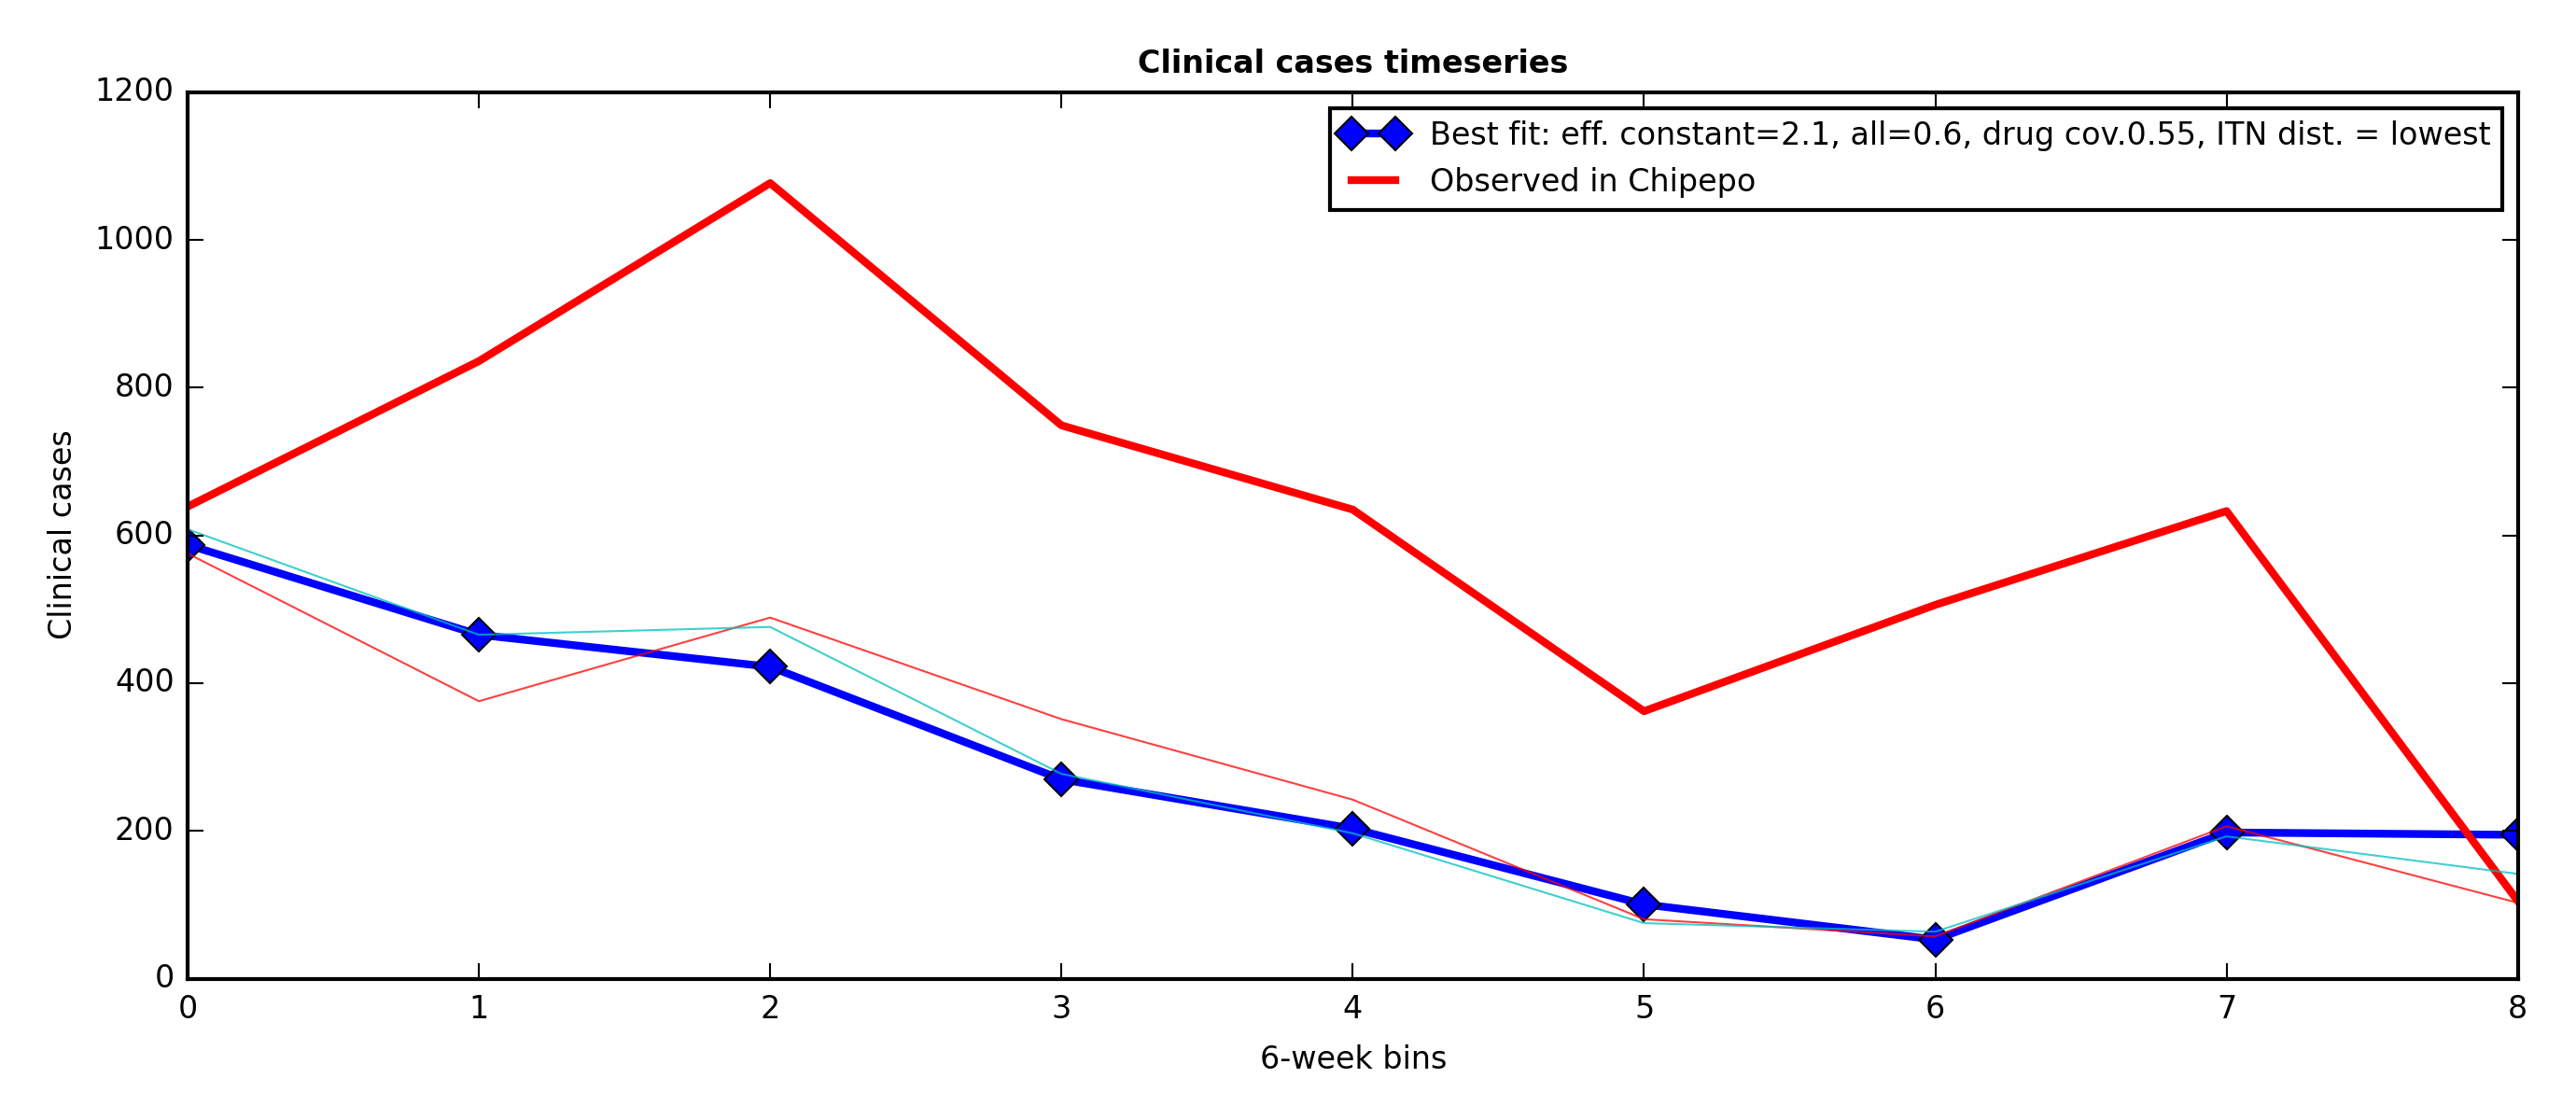 Clinical cases timeseries
1200
1000
800
600
400
200
0
Clinical cases
Best fit: eff. constant=2.1, all=0.6, drug cov.0.55, ITN dist. = lowest
Observed in Chipepo
0 1 2 3 4 5 6 7 8
6-week bins